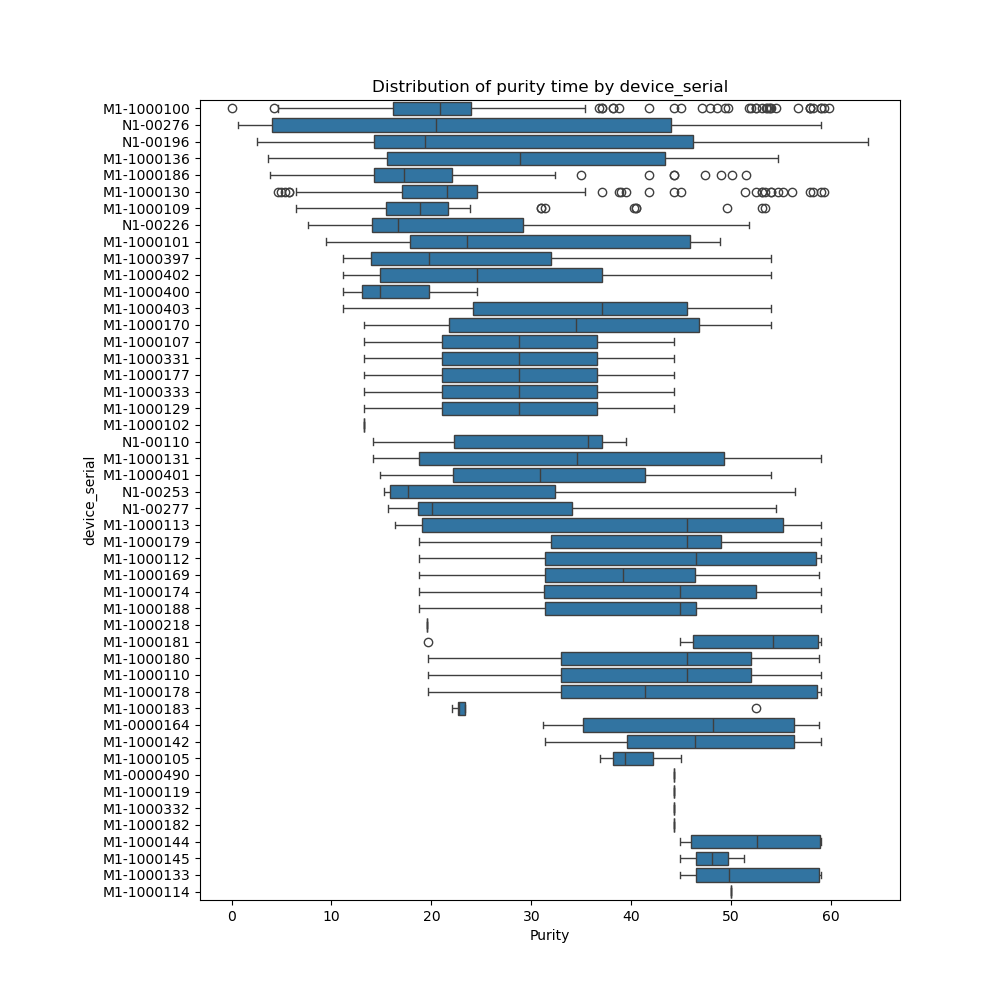 Distribution of purity time by device_serial
M1-1000100
N1-00276
N1-00196
M1-1000136
M1-1000186
M1-1000130
M1-1000109
N1-00226
M1-1000101
M1-1000397
M1-1000402
M1-1000400
M1-1000403
M1-1000170
M1-1000107
M1-1000331
M1-1000177
M1-1000333
M1-1000129
M1-1000102
N1-00110
M1-1000131
M1-1000401
N1-00253
N1-00277
M1-1000113
M1-1000179
M1-1000112
M1-1000169
M1-1000174
M1-1000188
M1-1000218
M1-1000181
M1-1000180
M1-1000110
M1-1000178
M1-1000183
M1-0000164
M1-1000142
M1-1000105
M1-0000490
M1-1000119
M1-1000332
M1-1000182
M1-1000144
M1-1000145
M1-1000133
M1-1000114
device_serial
0 10 20 30 40 50 60
Purity